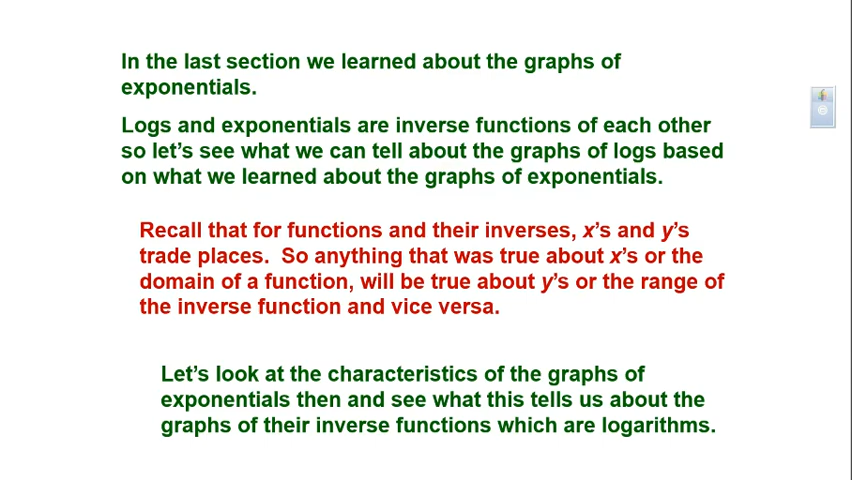 In the last section we learned about the graphs of
exponentials.
Logs and exponentials are inverse functions of each other
so let’s see what we can tell about the graphs of logs based
on what we learned about the graphs of exponentials.
Recall that for functions and their inverses, x’s and y’s
trade places.  So anything that was true about x’s or the
domain of a function, will be true about y’s or the range of
the inverse function and vice versa.
Let’s look at the characteristics of the graphs of
exponentials then and see what this tells us about the
graphs of their inverse functions which are logarithms.